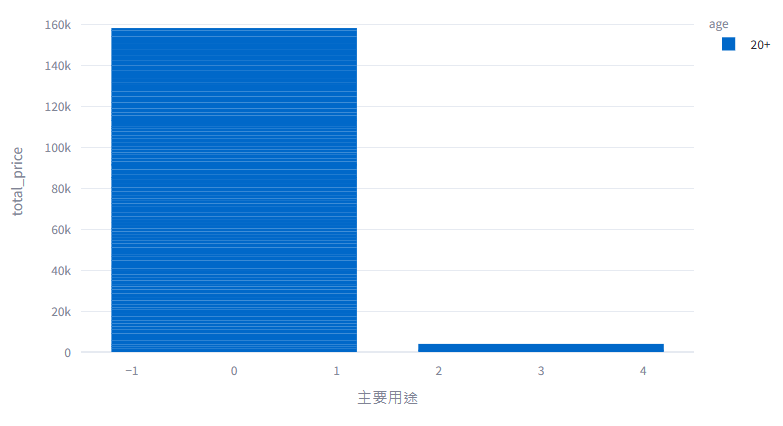 160k
140k
120k
100k
80k
60k
40k
20k
0
total_price
−1
0
1
2
3
4
主要用途
age
20+